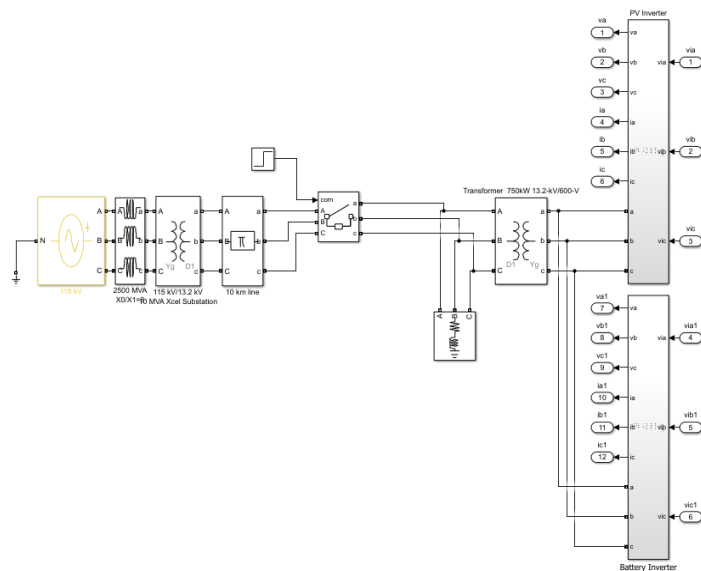 PV Inverter
va
1
va
via
1
vb
2
vb
via
vc
3
vc
ia
4
ia
ib
5
ib
vib
vib
2
ic
6
ic
com
Transformer 750kW 13.2-kV/600-V
A
A
a
A
a
A
a
A
a
A
a
a
N
B
B
b
B
b
B
b
B
b
B
b
b
vic
vic
3
C
C
c
C
c
C
c
C
c
C
c
c
Yg
D1
π
D1
Yg
115 kV
2500 MVA
X0/X1=
115 kV/13.2 kV
10 MVA Xcel Substation
10 km line
A
B
C
va1
7
va
vb1
8
vb
via
via1
4
vc1
9
vc
ia1
10
ia
ib1
11
vib
vib1
5
ic1
12
ic
a
b
vic
vic1
6
c
Battery Inverter